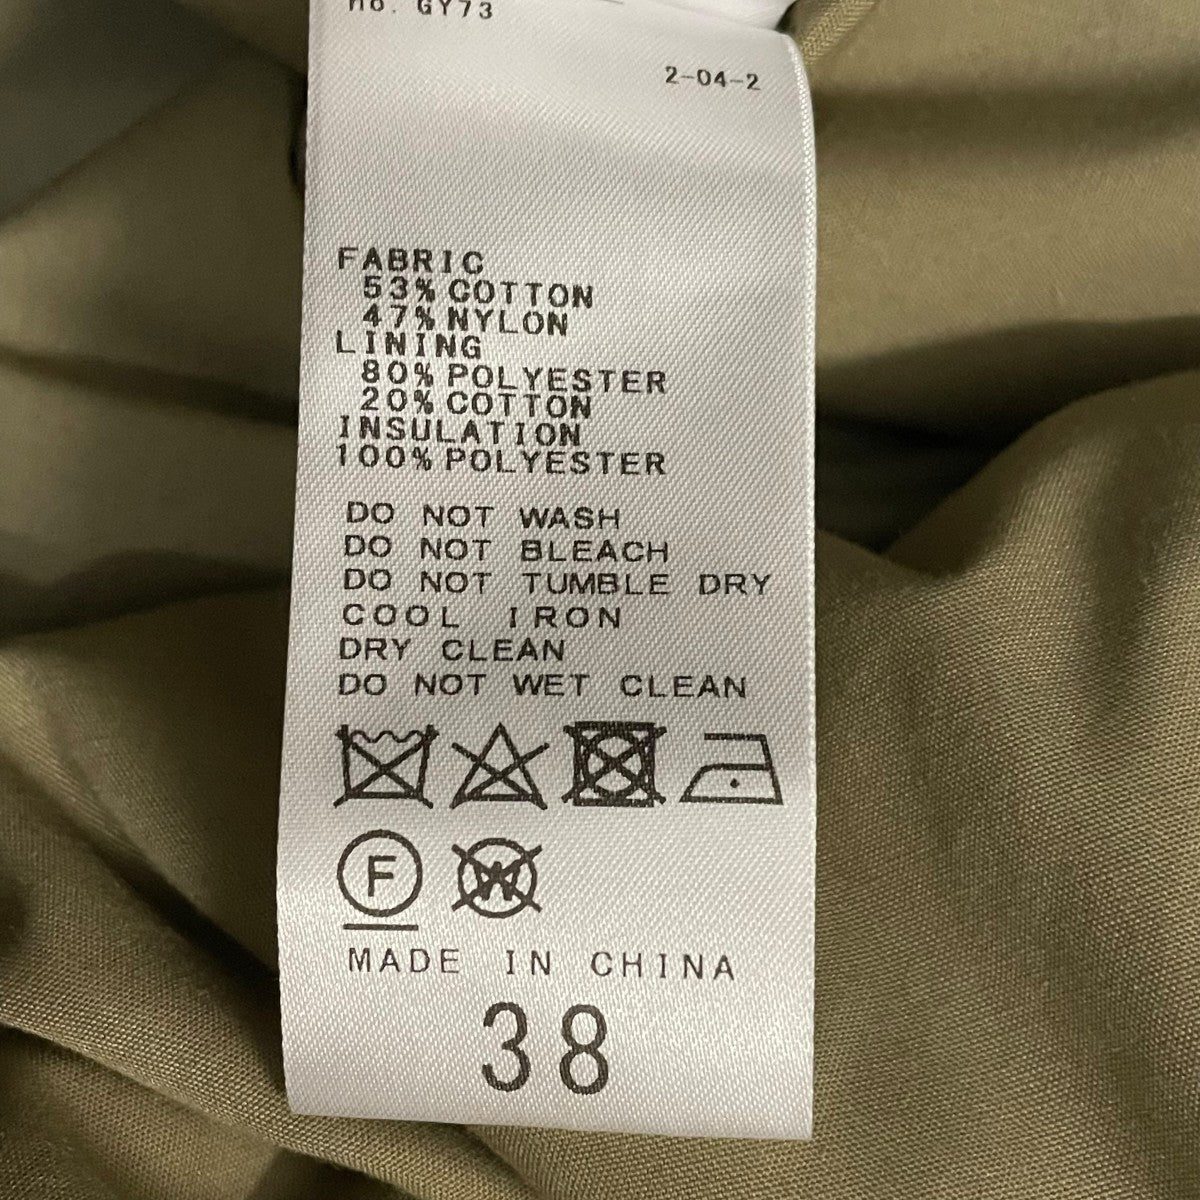 no. GY73
2-04-2
FABRIC
53% COTTON
47% NYLON
LINING
80% POLYESTER
20% COTTON
INSULATION
100% POLYESTER
DO NOT WASH
DO NOT BLEACH
DO NOT TUMBLE DRY
COOL IRON
DRY CLEAN
DO NOT WET CLEAN
F W
MADE IN CHINA
38